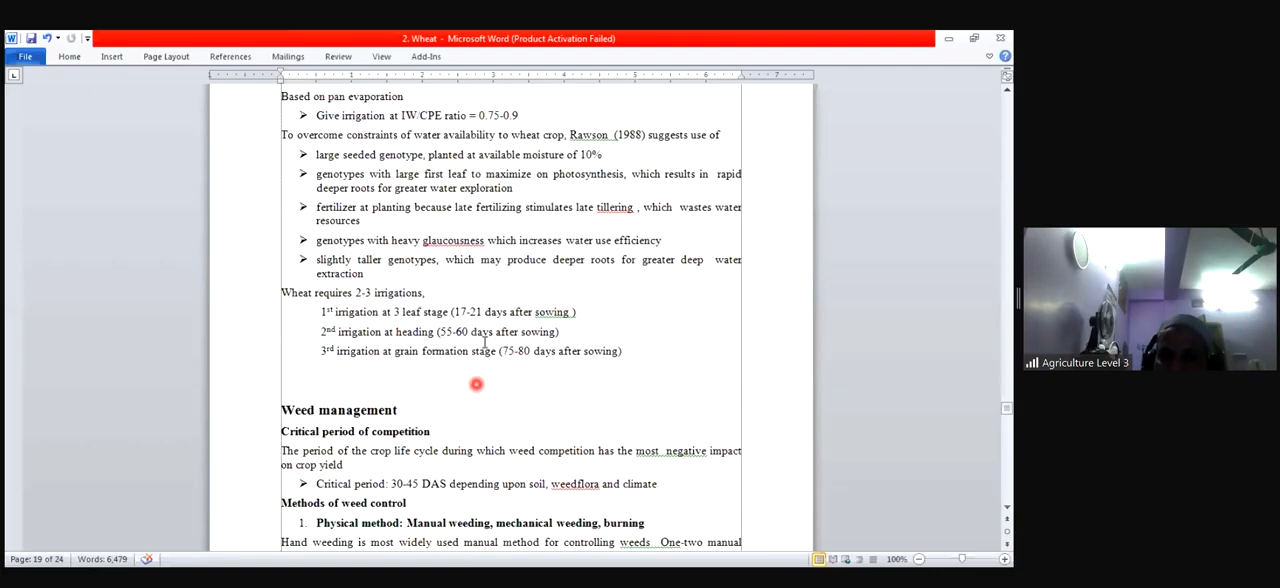 2. Wheat - Microsoft Word (Product Activation Failed)
File Home Insert Page Layout References Mailings Review View Add-Ins
1 2 3 4 5 6 7
Based on pan evaporation
➢ Give irrigation at IW/CPE ratio = 0.75-0.9
To overcome constraints of water availability to wheat crop, Rawson (1988) suggests use of
➢ large seeded genotype, planted at available moisture of 10%
➢ genotypes with large first leaf to maximize on photosynthesis, which results in rapid
deeper roots for greater water exploration
➢ fertilizer at planting because late fertilizing stimulates late tillering , which wastes water
resources
➢ genotypes with heavy glaucousness which increases water use efficiency
➢ slightly taller genotypes, which may produce deeper roots for greater deep water
extraction
Wheat requires 2-3 irrigations,
1st irrigation at 3 leaf stage (17-21 days after sowing )
2nd irrigation at heading (55-60 days after sowing)
3rd irrigation at grain formation stage (75-80 days after sowing)
Weed management
Critical period of competition
The period of the crop life cycle during which weed competition has the most negative impact
on crop yield
➢ Critical period: 30-45 DAS depending upon soil, weedflora and climate
Methods of weed control
1. Physical method: Manual weeding, mechanical weeding, burning
Hand weeding is most widely used manual method for controlling weeds One-two manual
Page: 19 of 24 Words: 6,479 100%
Agriculture Level 3